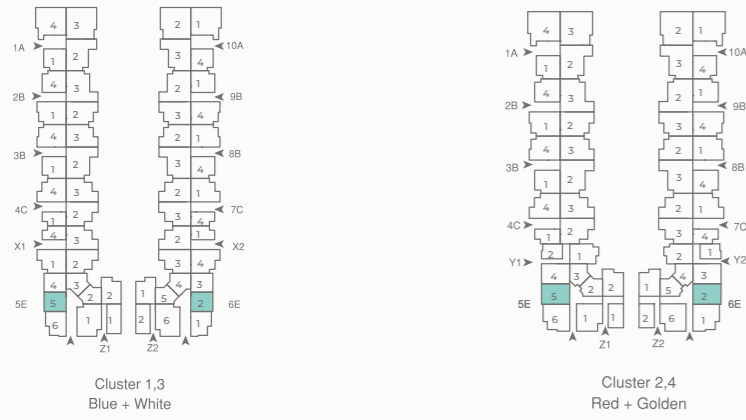 4 3 2 1
1A 10A
1 2 3 4
4 3 2 1
2B 9B
1 2 3 4
4 3 2 1
3B 8B
1 2 3 4
4 3 2 1
4C 7C
1 2 3 4
4 3 2 1
X1 X2
1 2 3 4
4 3 4 3
2 2 1 5
5E 5 2 6E
6 1 1 2 6 1
Z1 Z2
Cluster 1,3
Blue + White
4 3 2 1
1A 10A
1 2 3 4
4 3 2 1
2B 9B
1 2 3 4
4 3 2 1
3B 8B
1 2 3 4
4 3 2 1
4C 7C
1 3 3 4
2 1 2 1
Y1 Y2
4 3 4 3
2 2 1 5
5E 5 2 6E
6 1 1 2 6 1
Z1 Z2
Cluster 2,4
Red + Golden